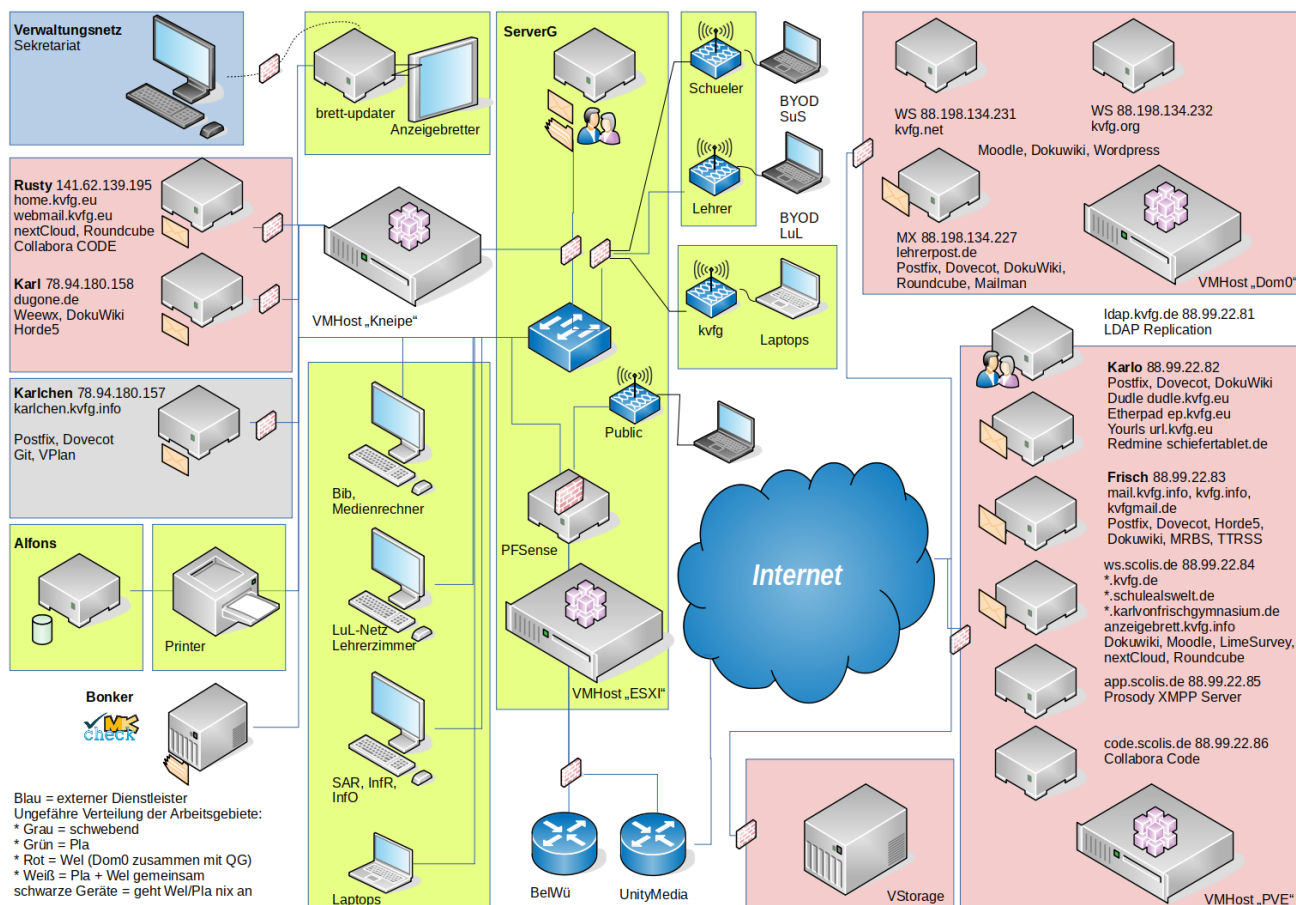 Verwaltungsnetz
Sekretariat
brett-updater
Anzeigebretter
ServerG
Schueler
BYOD
SuS
Lehrer
BYOD
LuL
WS 88.198.134.231
kvfg.net
WS 88.198.134.232
kvfg.org
Moodle, Dokuwiki, Wordpress
MX 88.198.134.227
lehrerpost.de
Postfix, Dovecot, DokuWiki,
Roundcube, Mailman
VMHost „Dom0“
Rusty 141.62.139.195
home.kvfg.eu
webmail.kvfg.eu
nextCloud, Roundcube
Collabora CODE
Karl 78.94.180.158
dugone.de
Weewx, DokuWiki
Horde5
VMHost „Kneipe“
kvfg
Laptops
Karlchen 78.94.180.157
karlchen.kvfg.info
Postfix, Dovecot
Git, VPlan
Alfons
Printer
Bonker
MK
check
Bib,
Medienrechner
LuL-Netz
Lehrerzimmer
SAR, InfR,
InfO
Laptops
Public
PFSense
VMHost „ESXI“
Internet
BelWü
UnityMedia
VStorage
ldap.kvfg.de 88.99.22.81
LDAP Replication
Karlo 88.99.22.82
Postfix, Dovecot, DokuWiki
Dudle dudle.kvfg.eu
Etherpad ep.kvfg.eu
Yourls url.kvfg.eu
Redmine schiefertablet.de
Frisch 88.99.22.83
mail.kvfg.info, kvfg.info,
kvfgmail.de
Postfix, Dovecot, Horde5,
Dokuwiki, MRBS, TTRSS
ws.scolis.de 88.99.22.84
*.kvfg.de
*.schulealswelt.de
*.karlvonfrischgymnasium.de
anzeigebrett.kvfg.info
Dokuwiki, Moodle, LimeSurvey,
nextCloud, Roundcube
app.scolis.de 88.99.22.85
Prosody XMPP Server
code.scolis.de 88.99.22.86
Collabora Code
VMHost „PVE“
Blau = externer Dienstleister
Ungefähre Verteilung der Arbeitsgebiete:
* Grau = schwebend
* Grün = Pla
* Rot = Wel (Dom0 zusammen mit QG)
* Weiß = Pla + Wel gemeinsam
schwarze Geräte = geht Wel/Pla nix an